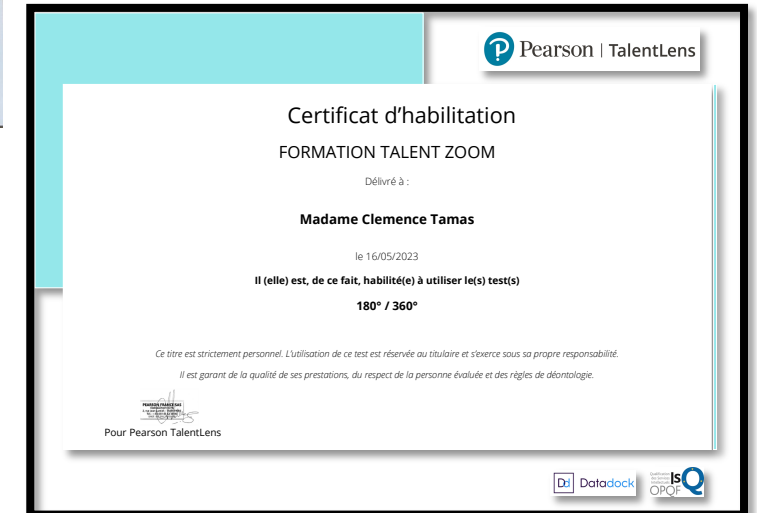 Pearson | TalentLens
Certificat d’habilitation
FORMATION TALENT ZOOM
Délivré à :
Madame Clemence Tamas
le 16/05/2023
Il (elle) est, de ce fait, habilité(e) à utiliser le(s) test(s)
180° / 360°
Ce titre est strictement personnel. L’utilisation de ce test est réservée au titulaire et s’exerce sous sa propre responsabilité.
Il est garant de la qualité de ses prestations, du respect de la personne évaluée et des règles de déontologie.
PEARSON FRANCE SAS
Pour Pearson TalentLens
Dd Datadock
OPQF
ISQ